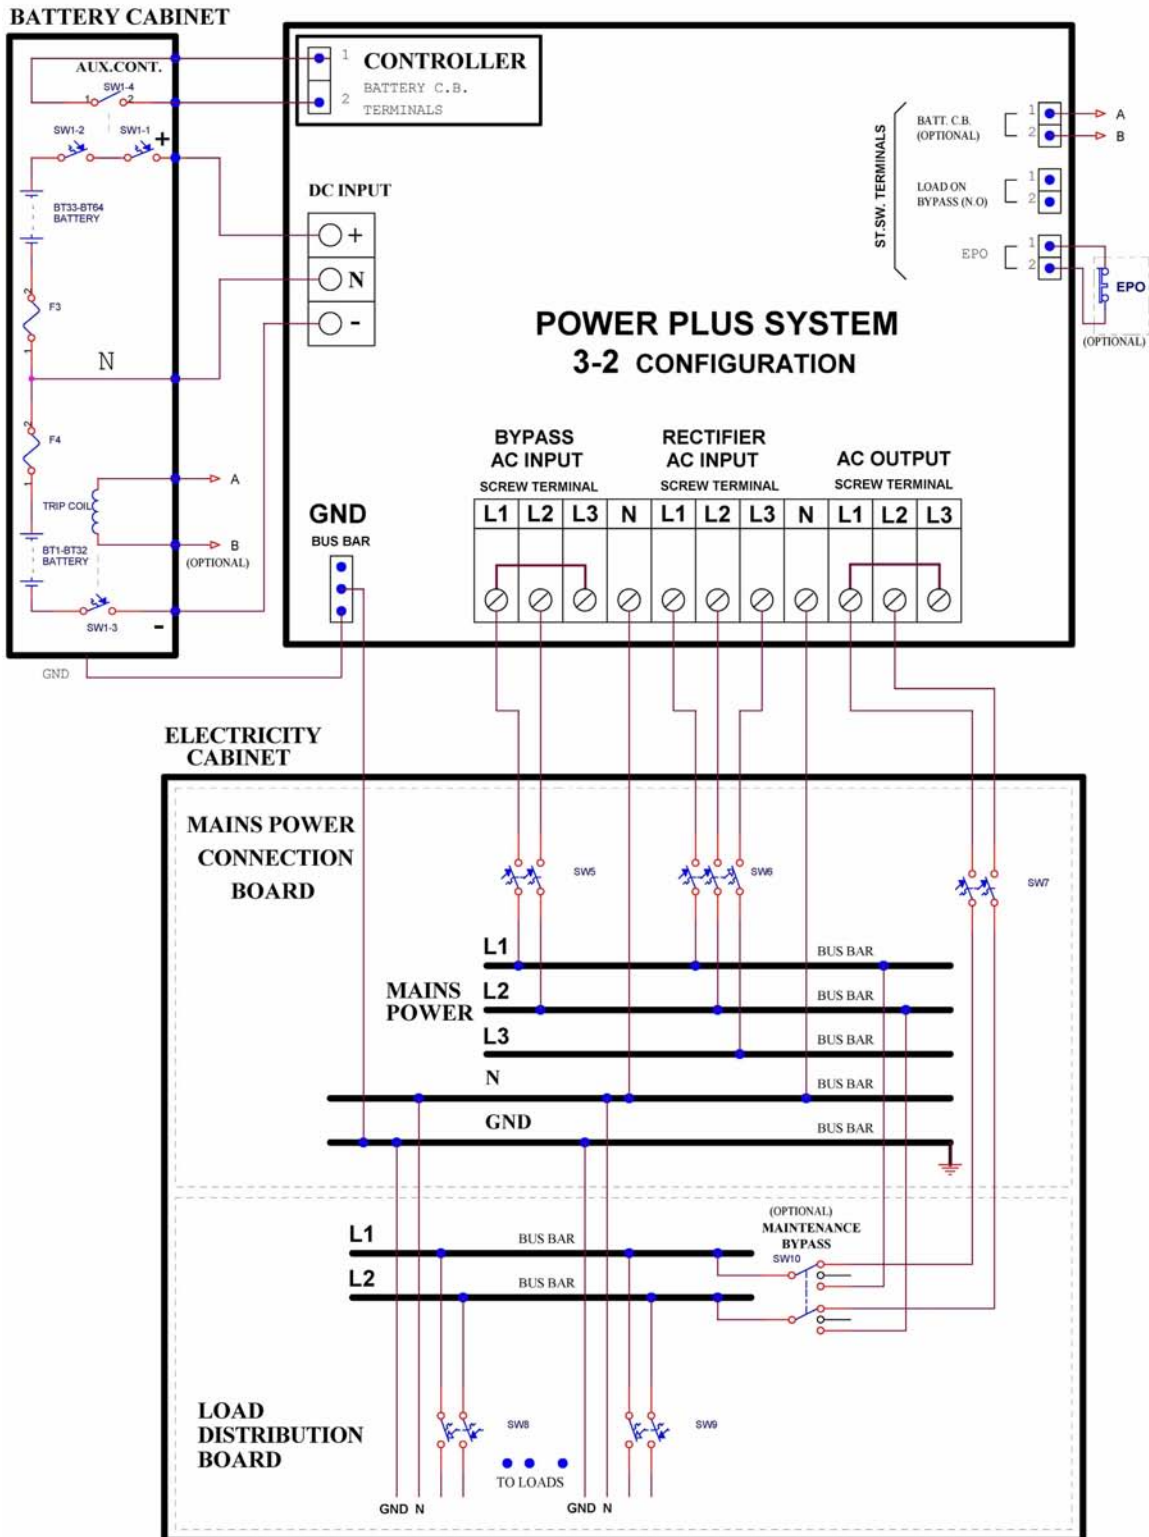 BATTERY CABINET
AUX.CONT.
SW1-4
1 2
SW1-2 SW1-1 +
BT33-BT64
BATTERY
2
F3
1
N
2
F4
1
TRIP COIL
A
BT1-BT32
BATTERY
B
(OPTIONAL)
SW1-3
-
GND
1 CONTROLLER
2 BATTERY C.B.
TERMINALS
DC INPUT
+
N
-
ST.SW. TERMINALS
BATT. C.B.
(OPTIONAL)
1
2
A
B
LOAD ON
BYPASS (N.O)
1
2
EPO
1
2
EPO
(OPTIONAL)
POWER PLUS SYSTEM
3-2 CONFIGURATION
BYPASS
AC INPUT
SCREW TERMINAL
RECTIFIER
AC INPUT
SCREW TERMINAL
AC OUTPUT
SCREW TERMINAL
L1 L2 L3 N L1 L2 L3 N L1 L2 L3
GND
BUS BAR
ELECTRICITY
CABINET
MAINS POWER
CONNECTION
BOARD
SW5
SW6
SW7
MAINS
POWER
L1 BUS BAR
L2 BUS BAR
L3 BUS BAR
N BUS BAR
GND BUS BAR
L1 BUS BAR
L2 BUS BAR
(OPTIONAL)
MAINTENANCE
BYPASS
SW10
LOAD
DISTRIBUTION
BOARD
SW8
SW9
TO LOADS
GND N
GND N